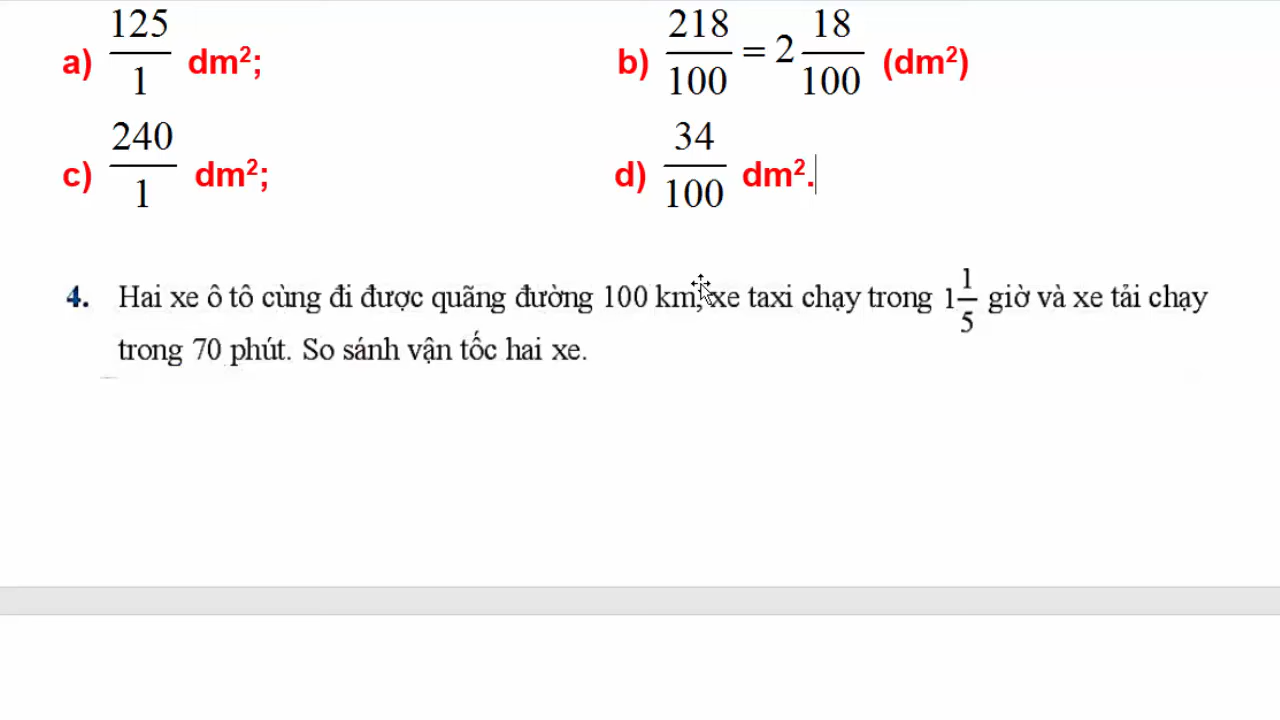 a) 125/1 dm²; b) 218/100 = 2 18/100 (dm²)
c) 240/1 dm²; d) 34/100 dm².
4. Hai xe ô tô cùng đi được quãng đường 100 km, xe taxi chạy trong 1 1/5 giờ và xe tải chạy
trong 70 phút. So sánh vận tốc hai xe.